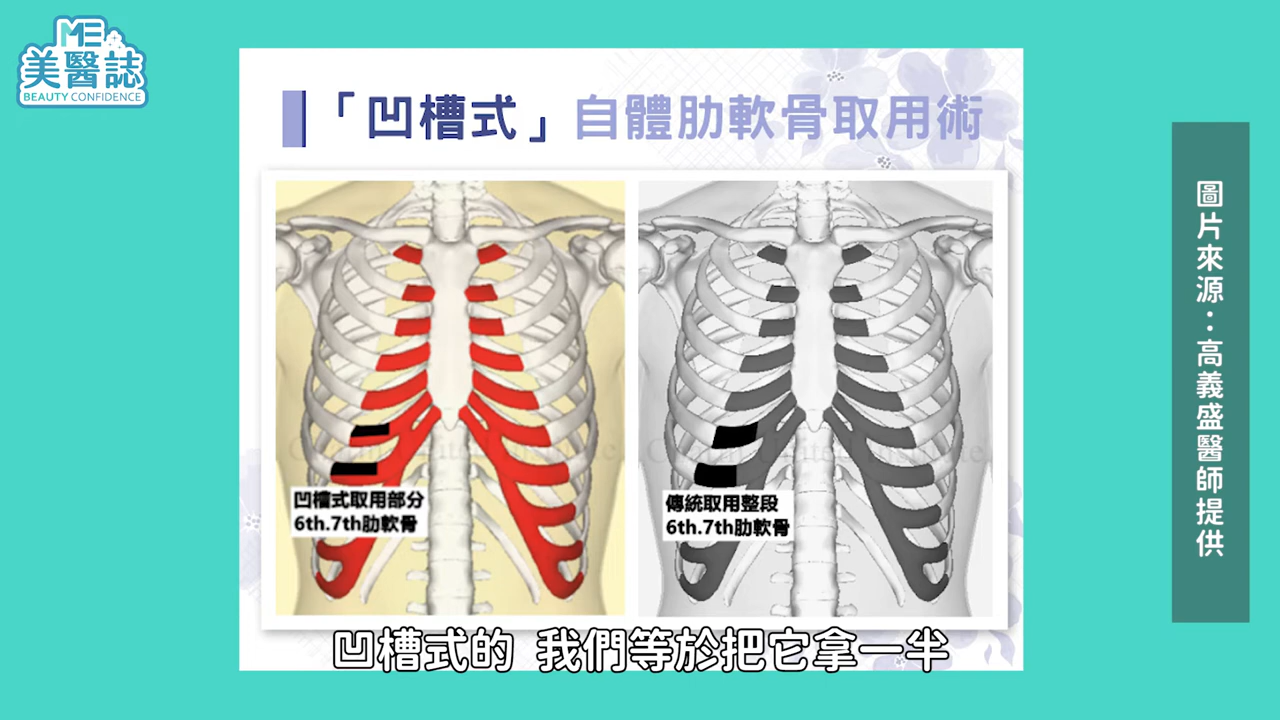 ME
美醫誌
BEAUTY CONFIDENCE
「凹槽式」自體肋軟骨取用術
凹槽式取用部分
6th.7th肋軟骨
傳統取用整段
6th.7th肋軟骨
圖片來源：高義盛醫師提供
凹槽式的 我們等於把它拿一半